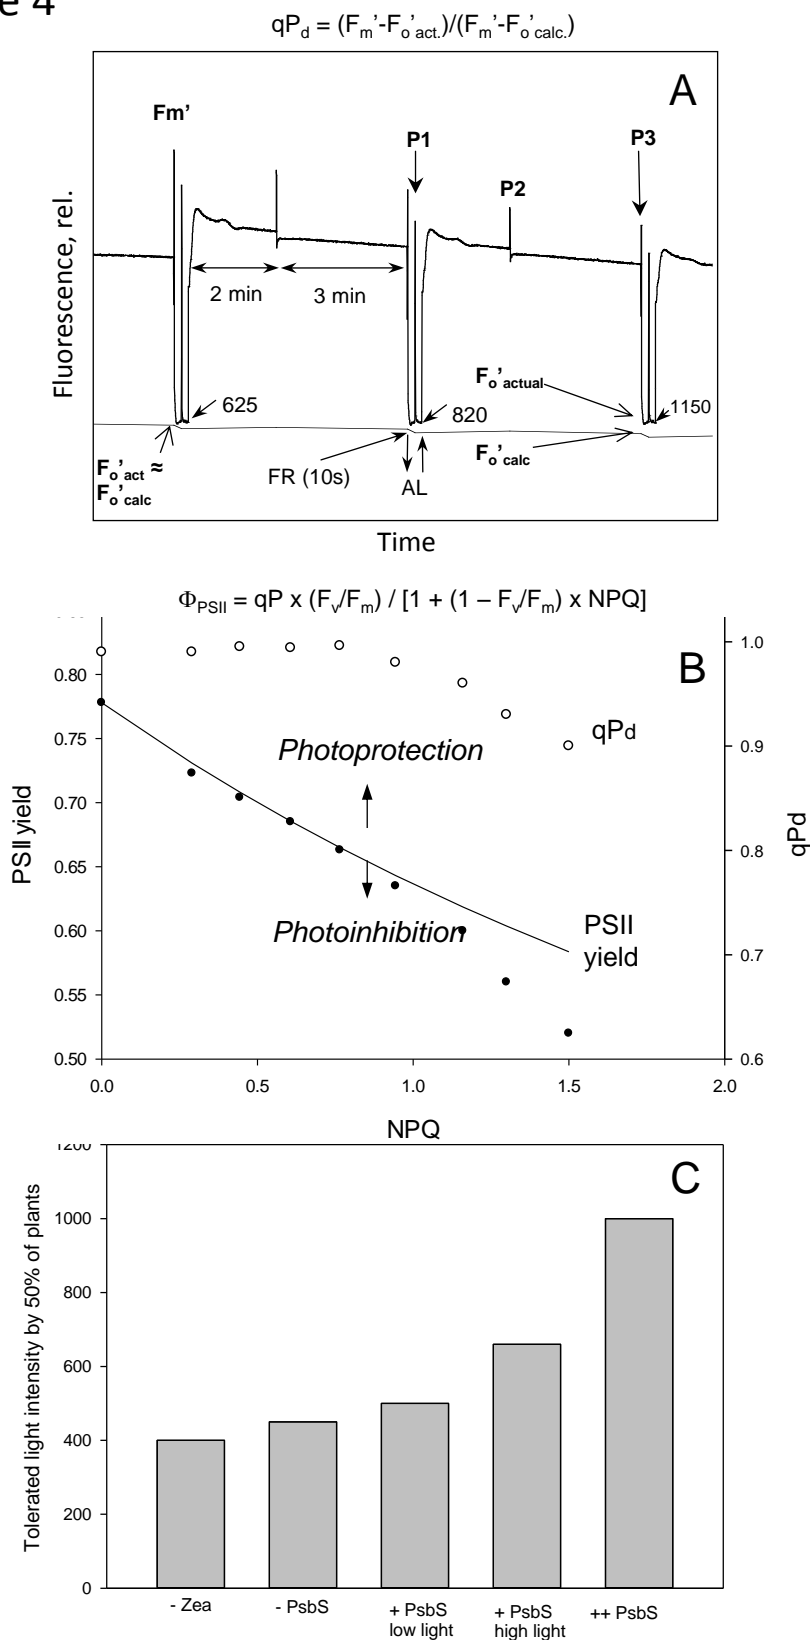 e 4
qPd = (Fm'-Fo'act.)/(Fm'-Fo'calc.)
A
Fm'
P1
P2
P3
2 min
3 min
Fo'actual
625
820
1150
Fo'act ≈
Fo'calc
FR (10s)
AL
Fo'calc
Fluorescence, rel.
Time
ΦPSII = qP x (Fv/Fm) / [1 + (1 – Fv/Fm) x NPQ]
B
0.80
0.75
0.70
0.65
0.60
0.55
0.50
1.0
0.9
0.8
0.7
0.6
qPd
Photoprotection
Photoinhibition
PSII
yield
PSII yield
qPd
0.0
0.5
1.0
1.5
2.0
NPQ
C
1200
1000
800
600
400
200
0
Tolerated light intensity by 50% of plants
- Zea
- PsbS
+ PsbS
low light
+ PsbS
high light
++ PsbS